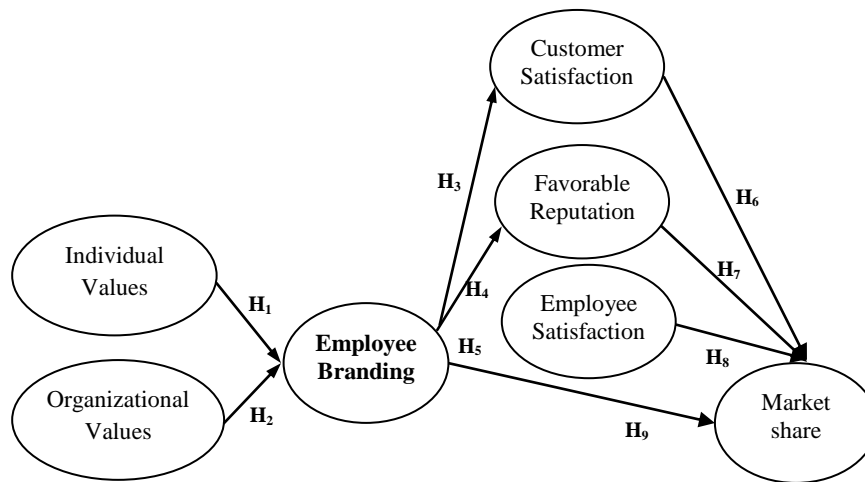 Customer
Satisfaction
H3
Favorable
Reputation
H6
Individual
Values
H1
H4
H7
Employee
Satisfaction
Employee
Branding
H5
H8
Organizational
Values
H2
H9
Market
share